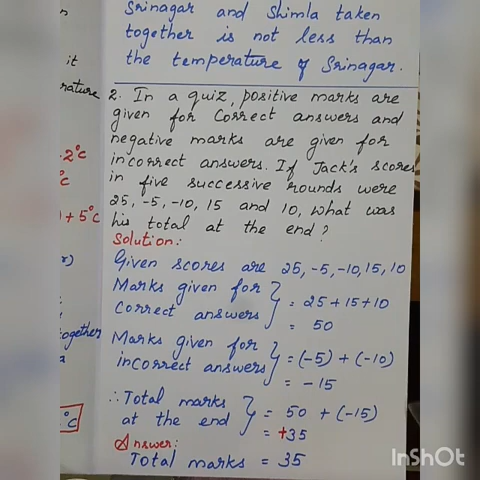 Srinagar and Shimla taken
together is not less than
the temperature of Srinagar.
it
2. In a quiz, positive marks are
given for correct answers and
negative marks are given for
incorrect answers. If Jack's scores
in five successive rounds were
25, -5, -10, 15 and 10, what was
his total at the end?
Solution:
Given scores are 25, -5, -10, 15, 10
Marks given for
correct answers } = 25 + 15 + 10
= 50
Marks given for
incorrect answers } = (-5) + (-10)
= -15
∴ Total marks
at the end } = 50 + (-15)
= +35
Answer:
Total marks = 35
-2°c
°c
+ 5°c
together
°c
InShOt